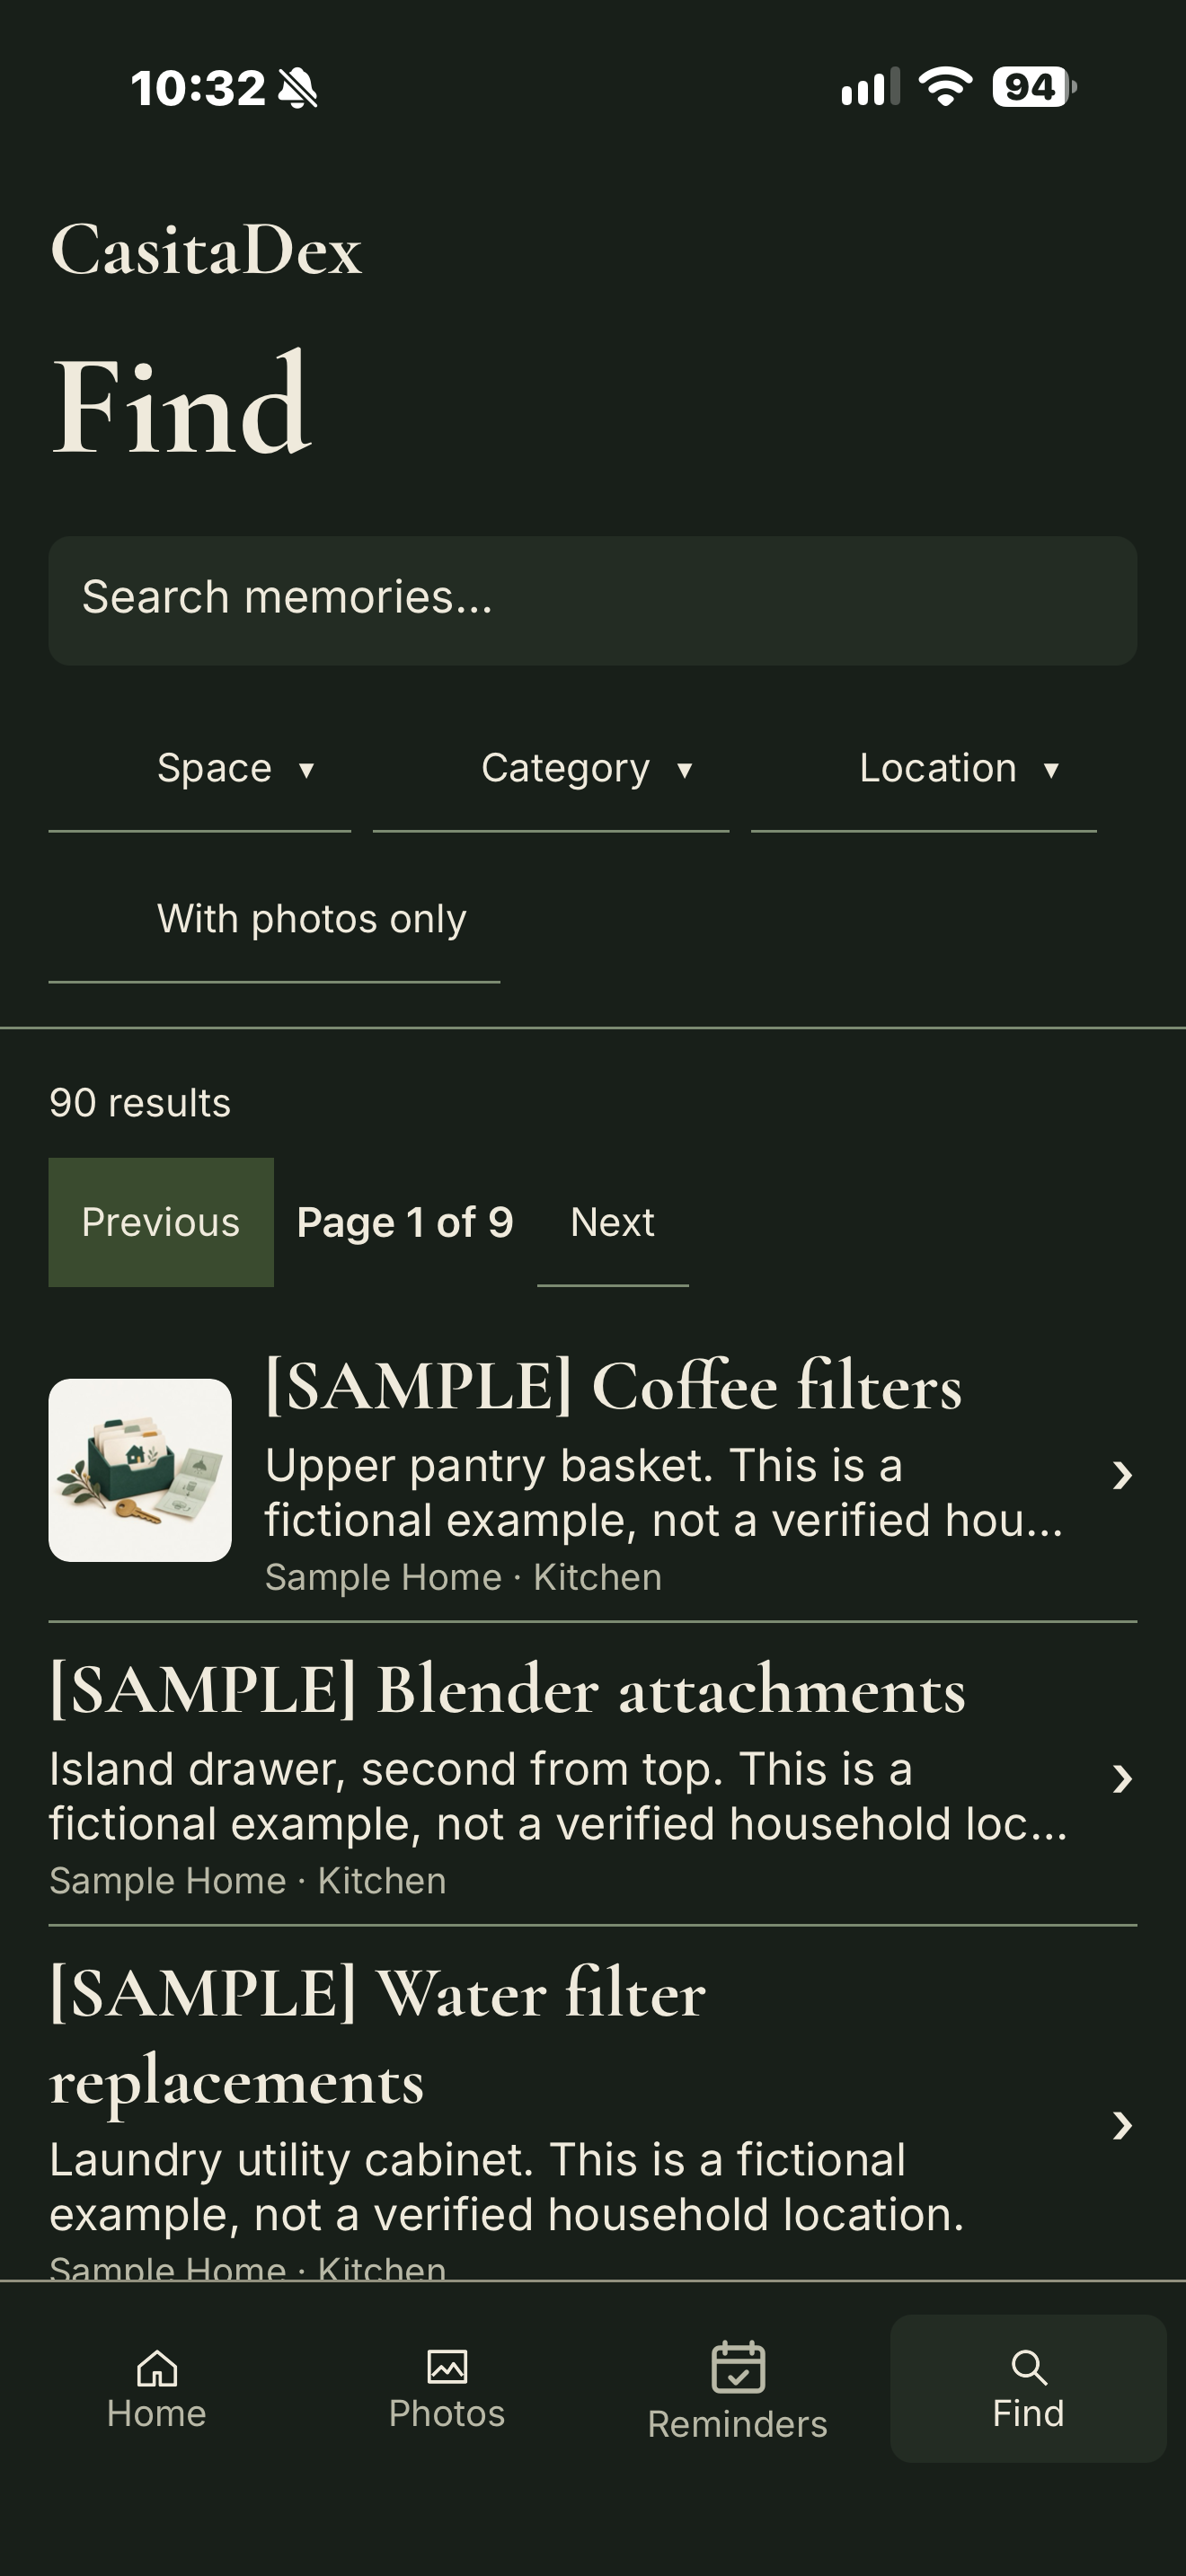 10:32
94
CasitaDex
Find
Search memories...
Space ▼ Category ▼ Location ▼
With photos only
90 results
Previous Page 1 of 9 Next
[SAMPLE] Coffee filters
Upper pantry basket. This is a
fictional example, not a verified hou...
Sample Home · Kitchen
[SAMPLE] Blender attachments
Island drawer, second from top. This is a
fictional example, not a verified household loc...
Sample Home · Kitchen
[SAMPLE] Water filter
replacements
Laundry utility cabinet. This is a fictional
example, not a verified household location.
Sample Home · Kitchen
Home Photos Reminders Find